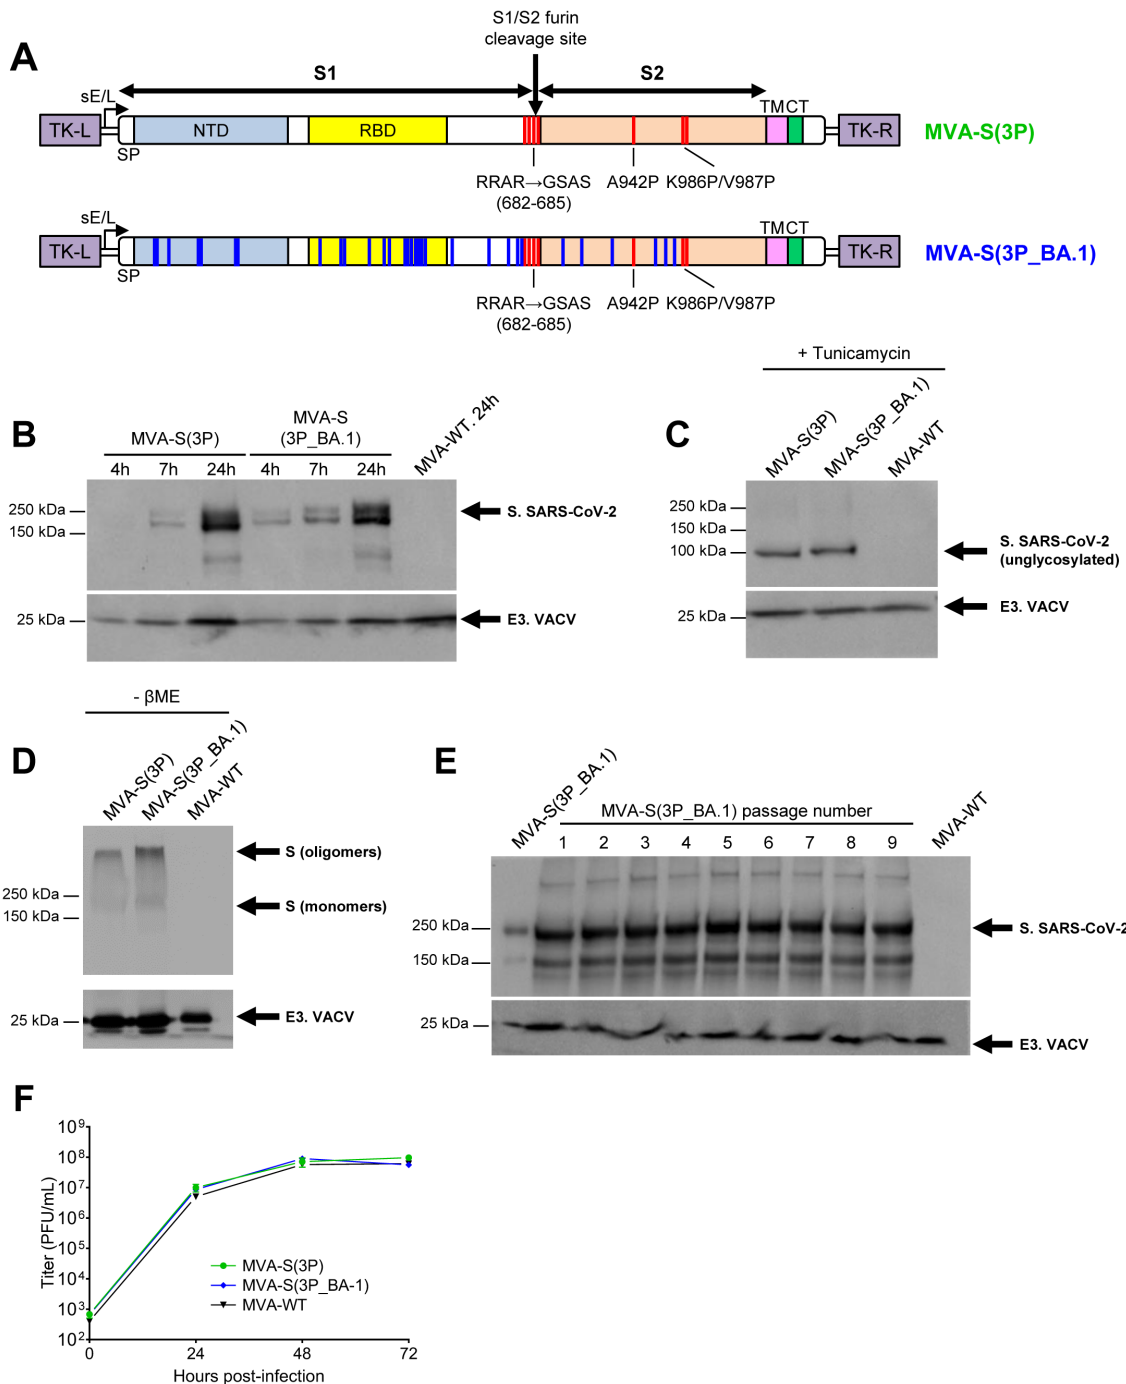 A
S1/S2 furin
cleavage site
S1
S2
sE/L
TMCT
TK-L
NTD
RBD
TK-R
MVA-S(3P)
SP
RRAR→GSAS
(682-685)
A942P
K986P/V987P
sE/L
TMCT
TK-L
TK-R
MVA-S(3P_BA.1)
SP
RRAR→GSAS
(682-685)
A942P
K986P/V987P
B
MVA-S(3P)
MVA-S
(3P_BA.1)
MVA-WT. 24h
4h 7h 24h 4h 7h 24h
250 kDa
150 kDa
S. SARS-CoV-2
25 kDa
E3. VACV
C
+ Tunicamycin
MVA-S(3P)
MVA-S(3P_BA.1)
MVA-WT
250 kDa
150 kDa
100 kDa
S. SARS-CoV-2
(unglycosylated)
25 kDa
E3. VACV
D
- βME
MVA-S(3P)
MVA-S(3P_BA.1)
MVA-WT
S (oligomers)
250 kDa
S (monomers)
150 kDa
25 kDa
E3. VACV
E
MVA-S(3P_BA.1)
MVA-S(3P_BA.1) passage number
MVA-WT
1 2 3 4 5 6 7 8 9
250 kDa
S. SARS-CoV-2
150 kDa
25 kDa
E3. VACV
F
10⁹
10⁸
10⁷
10⁶
10⁵
10⁴
10³
10²
Titer (PFU/mL)
MVA-S(3P)
MVA-S(3P_BA-1)
MVA-WT
0 24 48 72
Hours post-infection